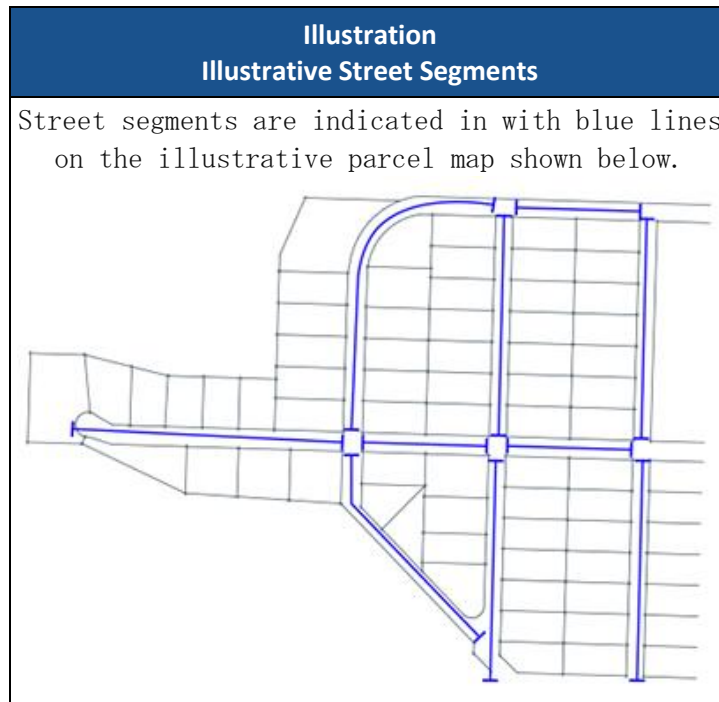 Illustration
Illustrative Street Segments
Street segments are indicated in with blue lines
on the illustrative parcel map shown below.